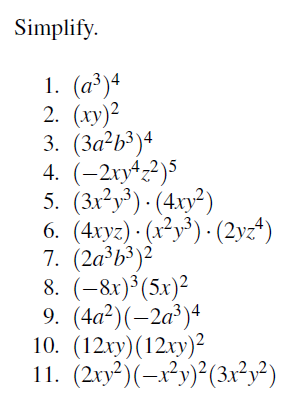 Simplify.
1. (a³)⁴
2. (xy)²
3. (3a²b³)⁴
4. (−2xy⁴z²)⁵
5. (3x²y³) · (4xy²)
6. (4xyz) · (x²y³) · (2yz⁴)
7. (2a³b³)²
8. (−8x)³(5x)²
9. (4a²)(−2a³)⁴
10. (12xy)(12xy)²
11. (2xy²)(−x²y)²(3x²y²)